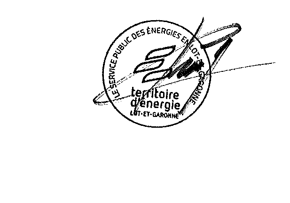 LE SERVICE PUBLIC DES ÉNERGIES EN LOT-ET-GARONNE
territoire
d'énergie
LOT-ET-GARONNE